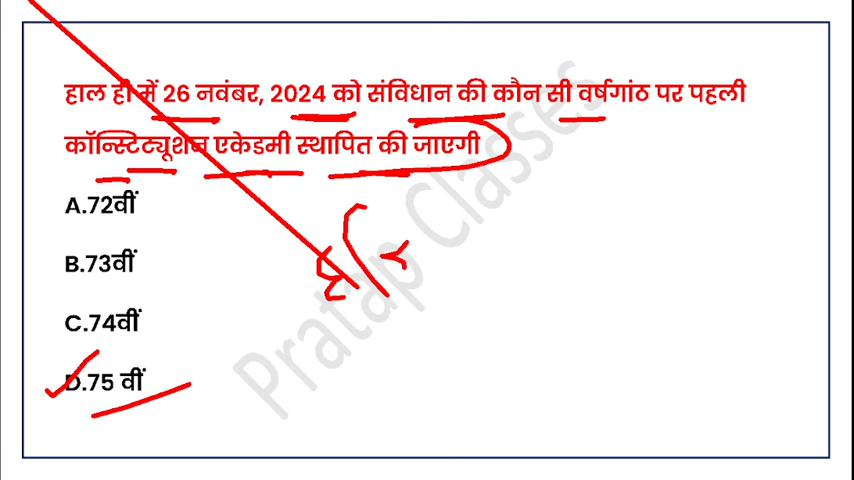 हाल ही में 26 नवंबर, 2024 को संविधान की कौन सी वर्षगांठ पर पहली
कॉन्स्टिट्यूशन एकेडमी स्थापित की जाएगी
A.72वीं
B.73वीं
C.74वीं
D.75 वीं
Pratap Classes